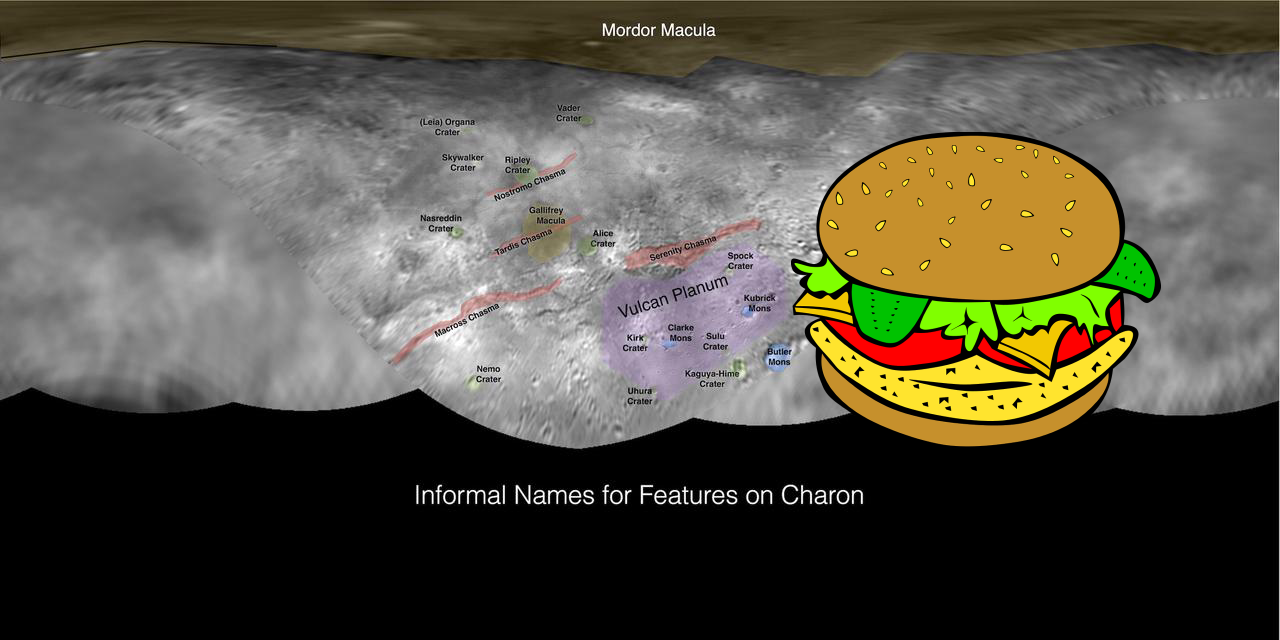 Mordor Macula
Vader
Crater
(Leia) Organa
Crater
Skywalker
Crater
Ripley
Crater
Nostromo Chasma
Nasreddin
Crater
Gallifrey
Macula
Tardis Chasma
Alice
Crater
Serenity Chasma
Spock
Crater
Vulcan Planum
Kubrick
Mons
Macross Chasma
Clarke
Mons
Kirk
Crater
Sulu
Crater
Butler
Mons
Nemo
Crater
Kaguya-Hime
Crater
Uhura
Crater
Informal Names for Features on Charon